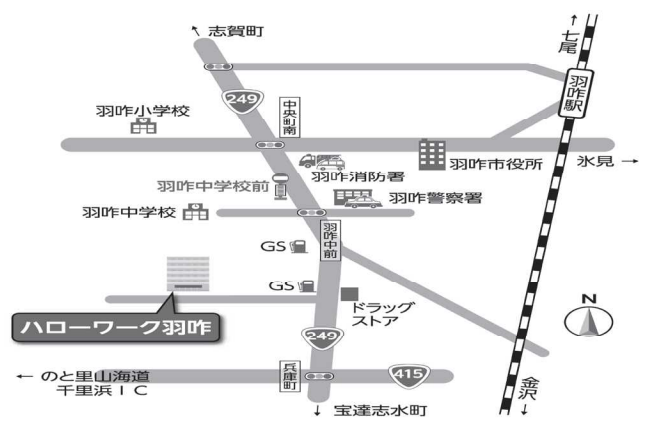 ↑
七尾
↖ 志賀町
羽咋駅
249
中央町南
羽咋小学校
羽咋消防署
羽咋市役所
氷見 →
羽咋中学校前
羽咋警察署
羽咋中学校
羽咋中前
GS
GS
ドラッグ
ストア
N
ハローワーク羽咋
249
兵庫町
415
← のと里山海道
千里浜ＩＣ
金沢
↓
↓ 宝達志水町